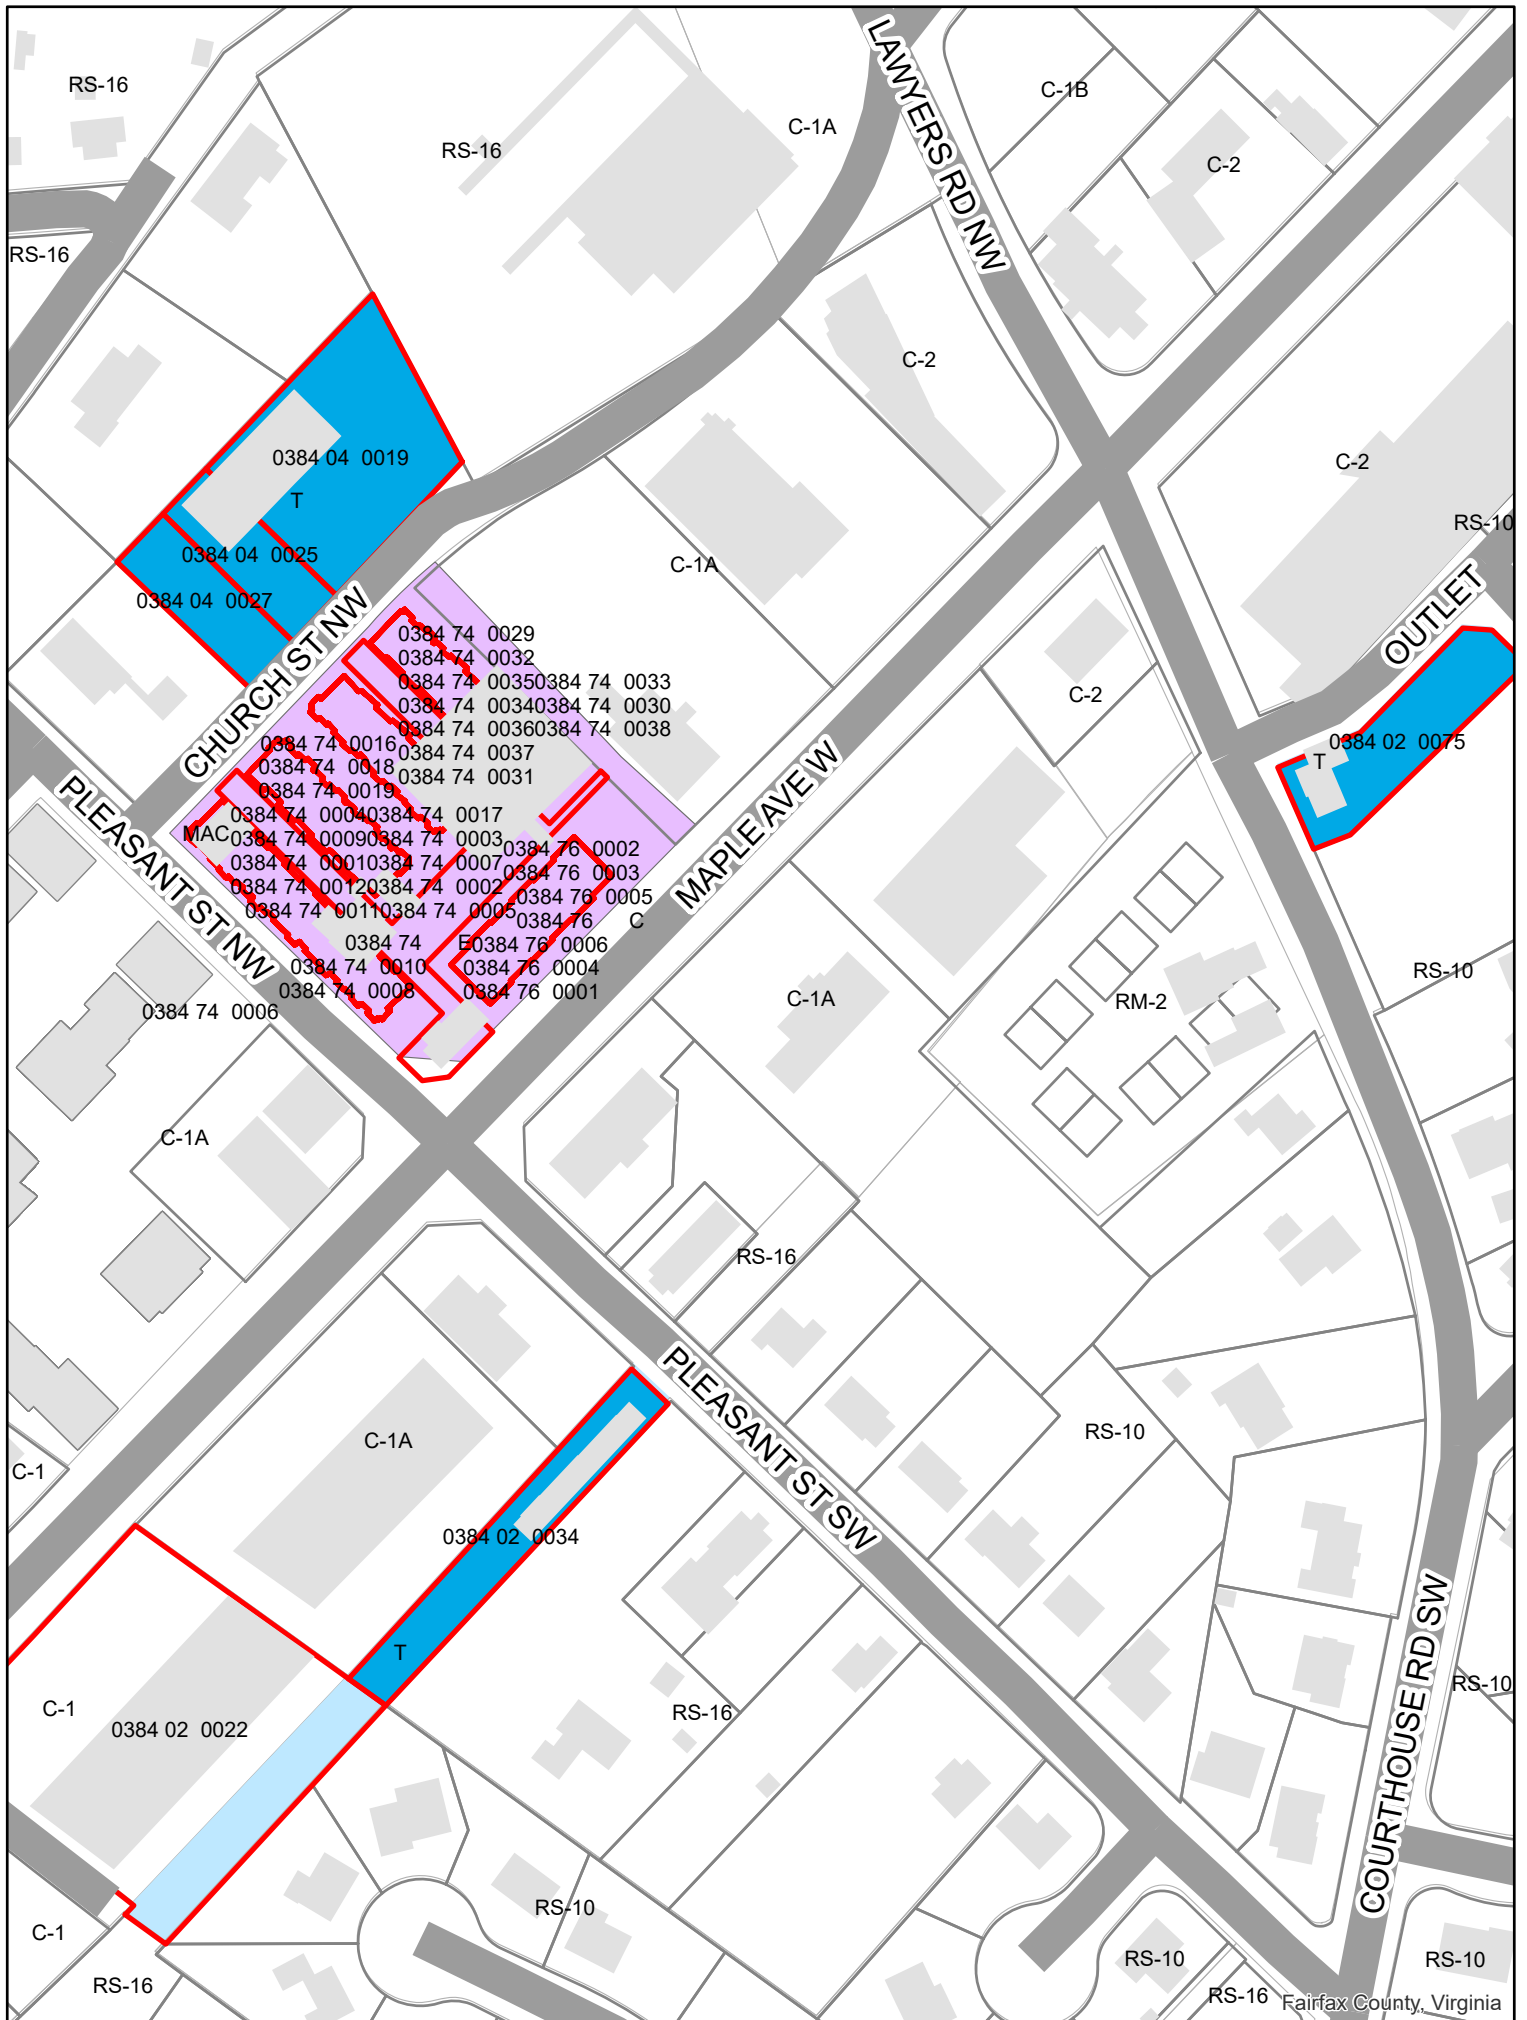 RS-16
RS-16
C-1A
LAWYERS RD NW
C-1B
C-2
RS-16
C-2
C-2
RS-10
0384 04  0019
T
0384 04  0025
0384 04  0027
C-1A
CHURCH ST NW
OUTLET
0384 74  0029
0384 74  0032
0384 74  0035
0384 74  0033
0384 74  0034
0384 74  0030
0384 74  0036
0384 74  0038
0384 74  0037
0384 74  0031
0384 74  0016
0384 74  0018
0384 74  0019
0384 74  0004
0384 74  0017
MAC
0384 74  0009
0384 74  0003
0384 74  0001
0384 74  0007
0384 74  0012
0384 74  0002
0384 74  0011
0384 74  0005
0384 74
E
0384 74  0010
0384 74  0008
0384 74  0006
0384 76  0002
0384 76  0003
0384 76  0005
0384 76
C
0384 76  0006
0384 76  0004
0384 76  0001
MAPLE AVE W
C-2
0384 02  0075
T
PLEASANT ST NW
C-1A
RM-2
RS-10
C-1A
RS-16
PLEASANT ST SW
RS-10
C-1A
C-1
0384 02  0034
T
C-1
0384 02  0022
RS-16
RS-10
COURTHOUSE RD SW
RS-10
C-1
RS-16
RS-10
RS-16
RS-10
Fairfax County, Virginia